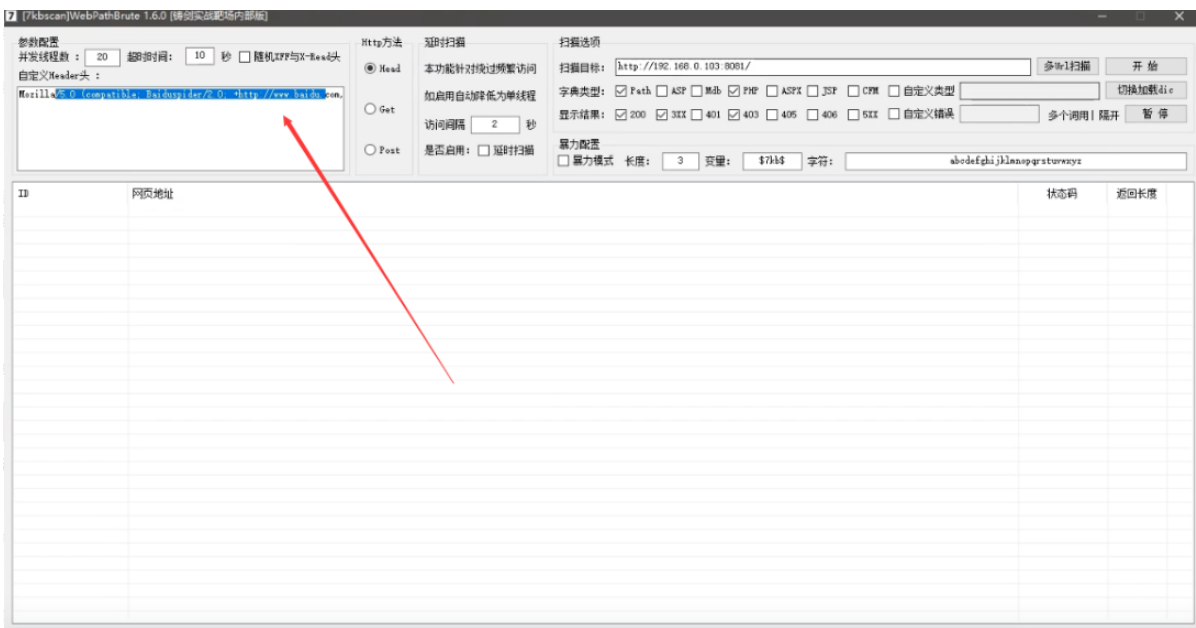 7 [7kbscan]WebPathBrute 1.6.0 [铸剑实战靶场内部版]
参数配置
并发线程数 : 20 超时时间: 10 秒 随机XFF与X-Read头
自定义Header头 :
Mozilla/5.0 (compatible; Baiduspider/2.0; +http://www.baidu.com,
Http方法
Head
Get
Post
延时扫描
本功能针对绕过频繁访问
如启用自动降低为单线程
访问间隔 2 秒
是否启用: 延时扫描
扫描选项
扫描目标: http://192.168.0.103:8081/ 多Url扫描 开 始
字典类型: Path ASP Mdb PHP ASPX JSP CFM 自定义类型 切换加载dic
显示结果: 200 3XX 401 403 405 406 5XX 自定义错误 多个词用| 隔开 暂 停
暴力配置
暴力模式 长度: 3 变量: $7kb$ 字符: abcdefghijklmnopqrstuvwxyz
ID 网页地址 状态码 返回长度